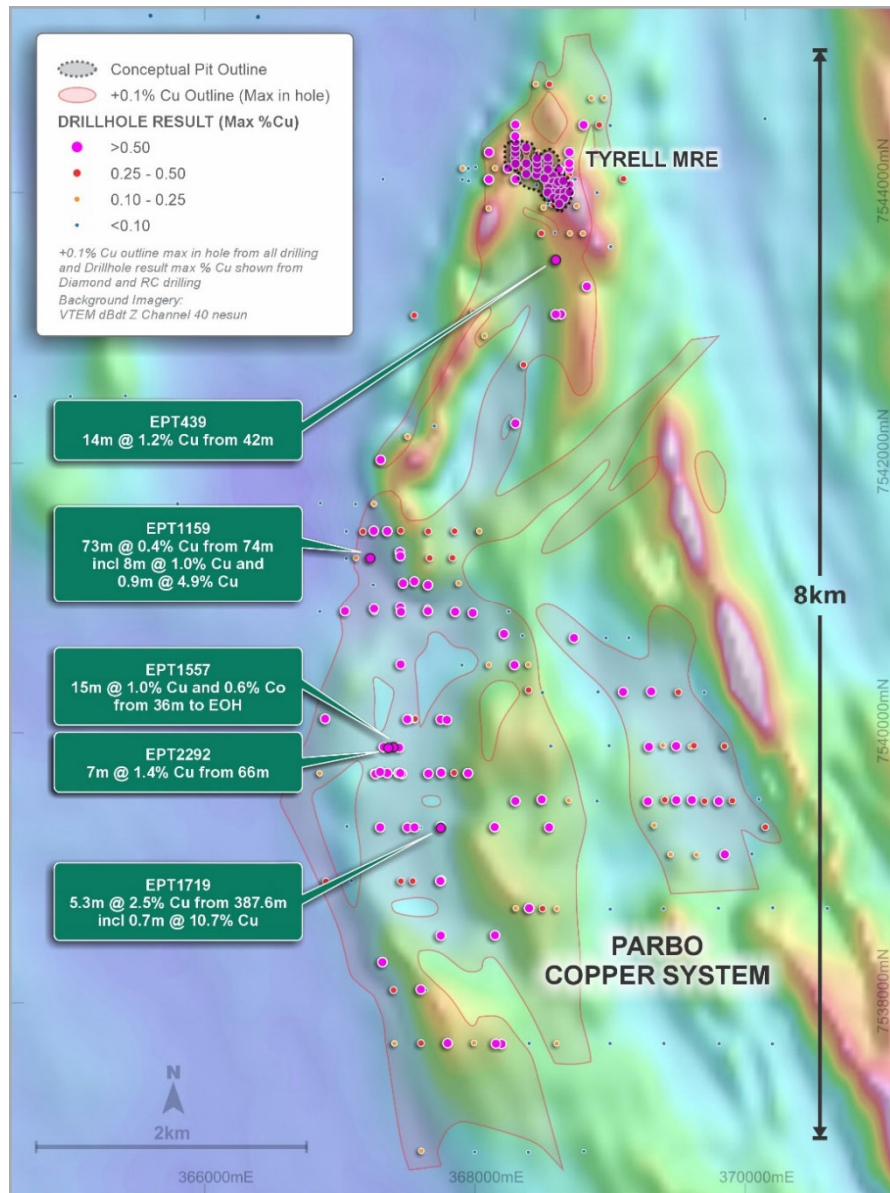 Conceptual Pit Outline
+0.1% Cu Outline (Max in hole)
DRILLHOLE RESULT (Max %Cu)
>0.50
0.25 - 0.50
0.10 - 0.25
<0.10
+0.1% Cu outline max in hole from all drilling
and Drillhole result max % Cu shown from
Diamond and RC drilling
Background Imagery:
VTEM dBdt Z Channel 40 nesun
TYRELL MRE
7544000mN
EPT439
14m @ 1.2% Cu from 42m
7542000mN
EPT1159
73m @ 0.4% Cu from 74m
incl 8m @ 1.0% Cu and
0.9m @ 4.9% Cu
8km
EPT1557
15m @ 1.0% Cu and 0.6% Co
from 36m to EOH
7540000mN
EPT2292
7m @ 1.4% Cu from 66m
EPT1719
5.3m @ 2.5% Cu from 387.6m
incl 0.7m @ 10.7% Cu
PARBO
COPPER SYSTEM
7538000mN
N
2km
366000mE
368000mE
370000mE